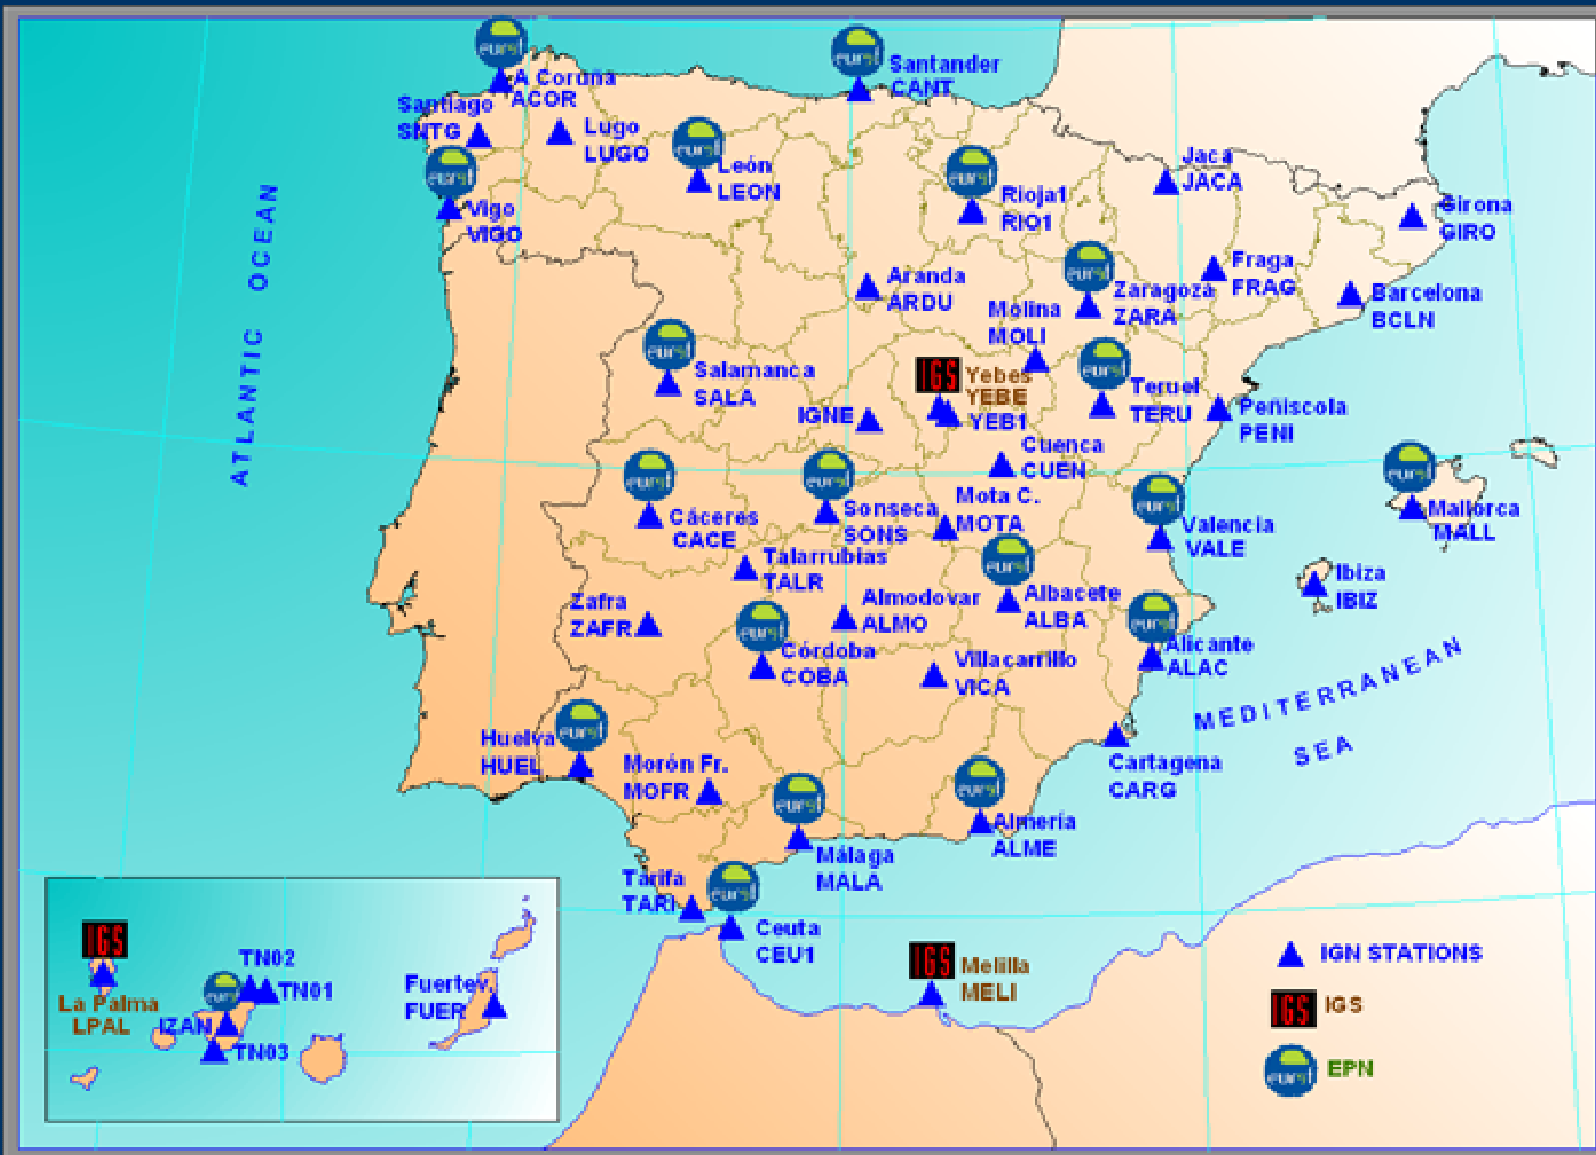 A Coruña
ACOR
Santander
CANT
Santiago
SNTG
Lugo
LUGO
León
LEON
Jaca
JACA
Vigo
VIGO
Rioja1
RIO1
Girona
GIRO
ATLANTIC OCEAN
Aranda
ARDU
Zaragoza
ZARA
Fraga
FRAG
Barcelona
BCLN
Molina
MOLI
Salamanca
SALA
IGS
Yebes
YEBE
YEB1
IGNE
Teruel
TERU
Peñiscola
PENI
Cuenca
CUEN
Cáceres
CACE
Sonseca
SONS
Mota C.
MOTA
Valencia
VALE
Mallorca
MALL
Talarrubias
TALR
Zafra
ZAFR
Almodovar
ALMO
Albacete
ALBA
Ibiza
IBIZ
Córdoba
COBA
Villacarrillo
VICA
Alicante
ALAC
MEDITERRANEAN
SEA
Huelva
HUEL
Morón Fr.
MOFR
Cartagena
CARG
Málaga
MALA
Almería
ALME
Tarifa
TARI
Ceuta
CEU1
IGS
Melilla
MELI
IGS
La Palma
LPAL
TN02
TN01
IZAN
TN03
Fuertev.
FUER
IGN STATIONS
IGS
IGS
EPN